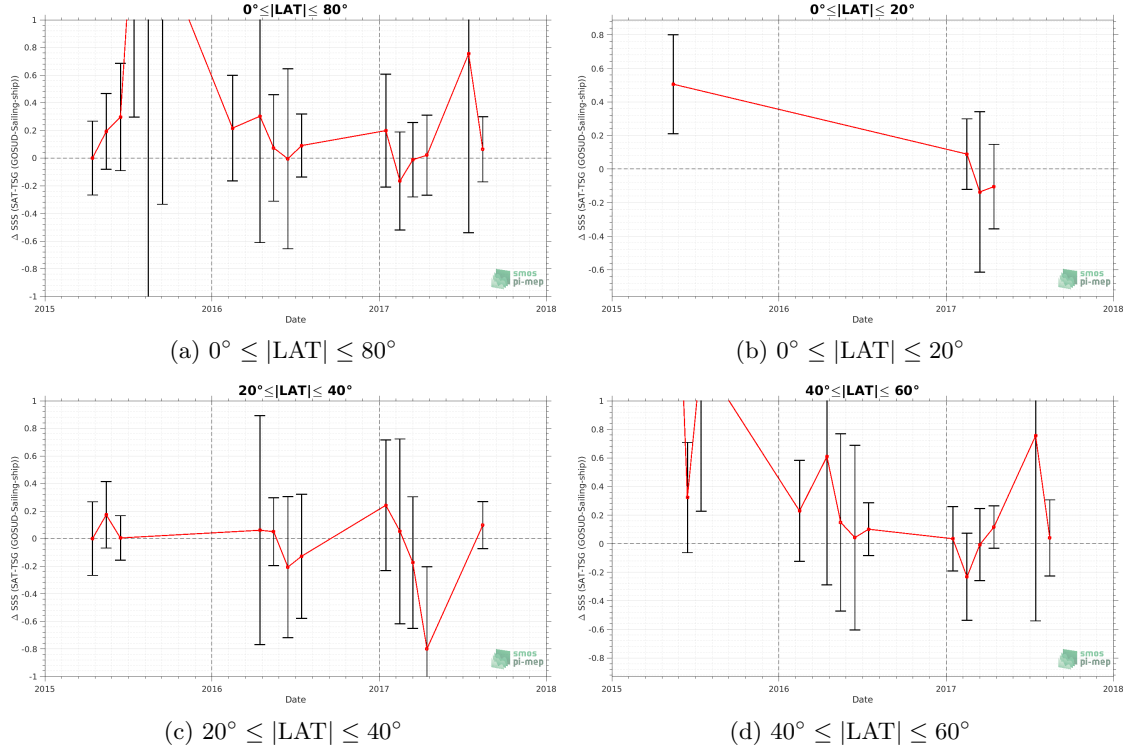 0°≤|LAT|≤ 80°
Δ SSS (SAT-TSG (GOSUD-Sailing-ship))
1
0.8
0.6
0.4
0.2
0
-0.2
-0.4
-0.6
-0.8
-1
2015
2016
2017
2018
Date
smos
pi-mep
(a) 0° ≤ |LAT| ≤ 80°
0°≤|LAT|≤ 20°
Δ SSS (SAT-TSG (GOSUD-Sailing-ship))
0.8
0.6
0.4
0.2
0
-0.2
-0.4
-0.6
2015
2016
2017
2018
Date
smos
pi-mep
(b) 0° ≤ |LAT| ≤ 20°
20°≤|LAT|≤ 40°
Δ SSS (SAT-TSG (GOSUD-Sailing-ship))
1
0.8
0.6
0.4
0.2
0
-0.2
-0.4
-0.6
-0.8
-1
2015
2016
2017
2018
Date
smos
pi-mep
(c) 20° ≤ |LAT| ≤ 40°
40°≤|LAT|≤ 60°
Δ SSS (SAT-TSG (GOSUD-Sailing-ship))
1
0.8
0.6
0.4
0.2
0
-0.2
-0.4
-0.6
-0.8
2015
2016
2017
2018
Date
smos
pi-mep
(d) 40° ≤ |LAT| ≤ 60°